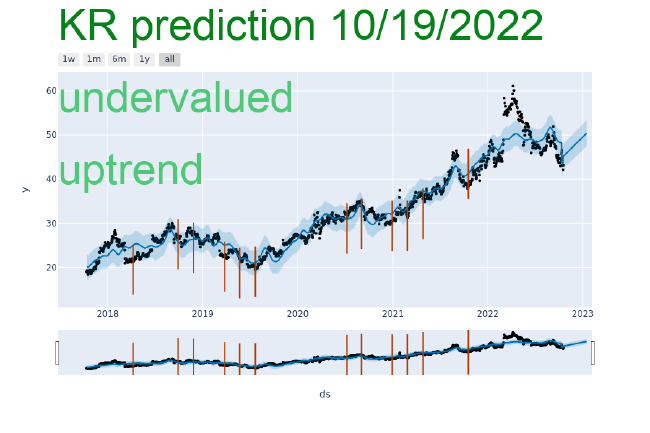 KR prediction 10/19/2022
1w 1m 6m 1y all
undervalued
uptrend
60
50
40
30
20
y
2018 2019 2020 2021 2022 2023
ds